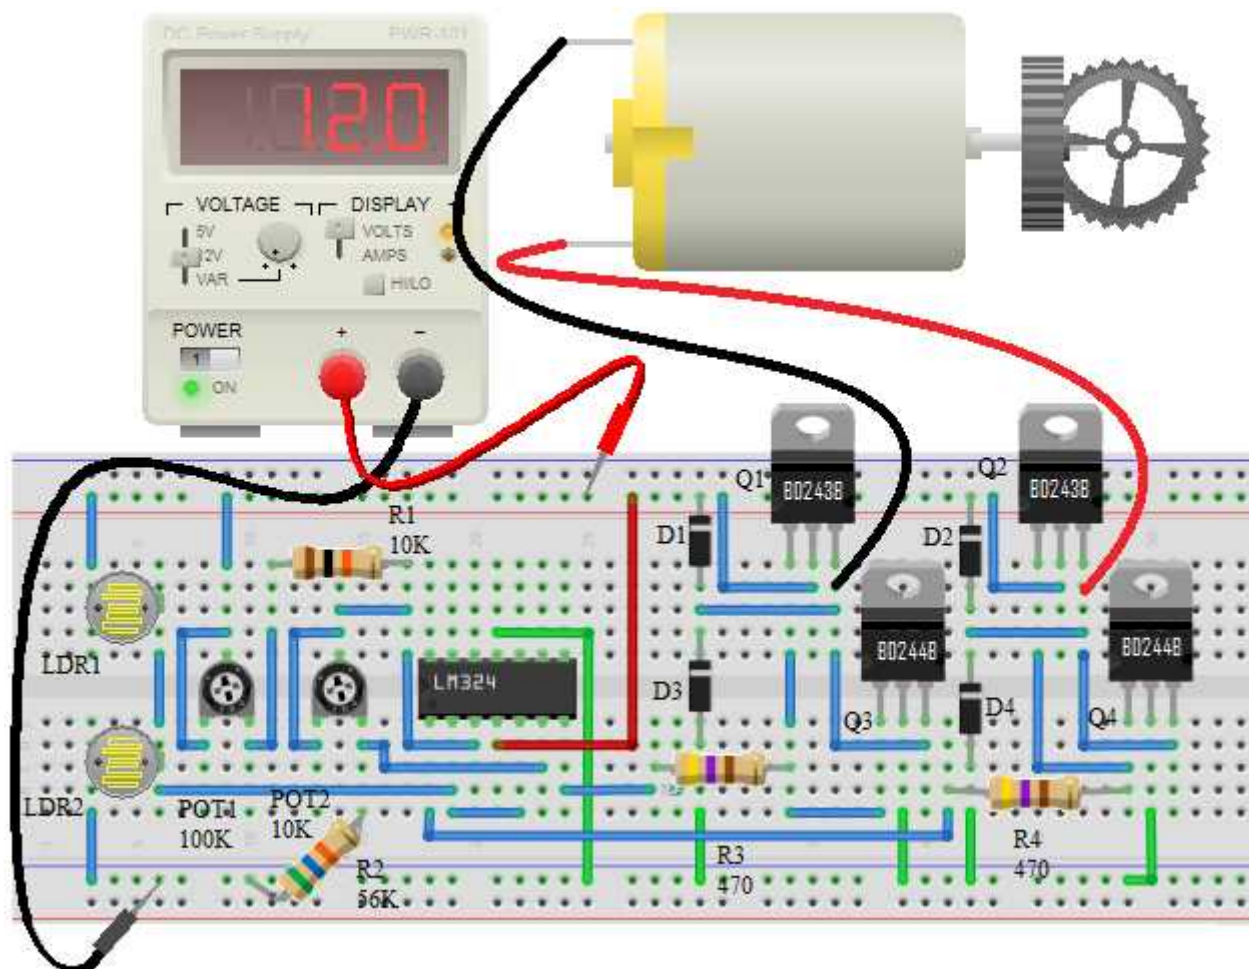 DC Power Supply PWR-101
12.0
VOLTAGE
DISPLAY
5V
12V
VAR
VOLTS
AMPS
HI/LO
POWER
+
−
1
ON
R1
10K
Q1
BD243B
Q2
BD243B
D1
D2
LDR1
LM324
BD244B
BD244B
D3
Q3
D4
Q4
LDR2
POT1
100K
POT2
10K
R2
56K
R3
470
R4
470